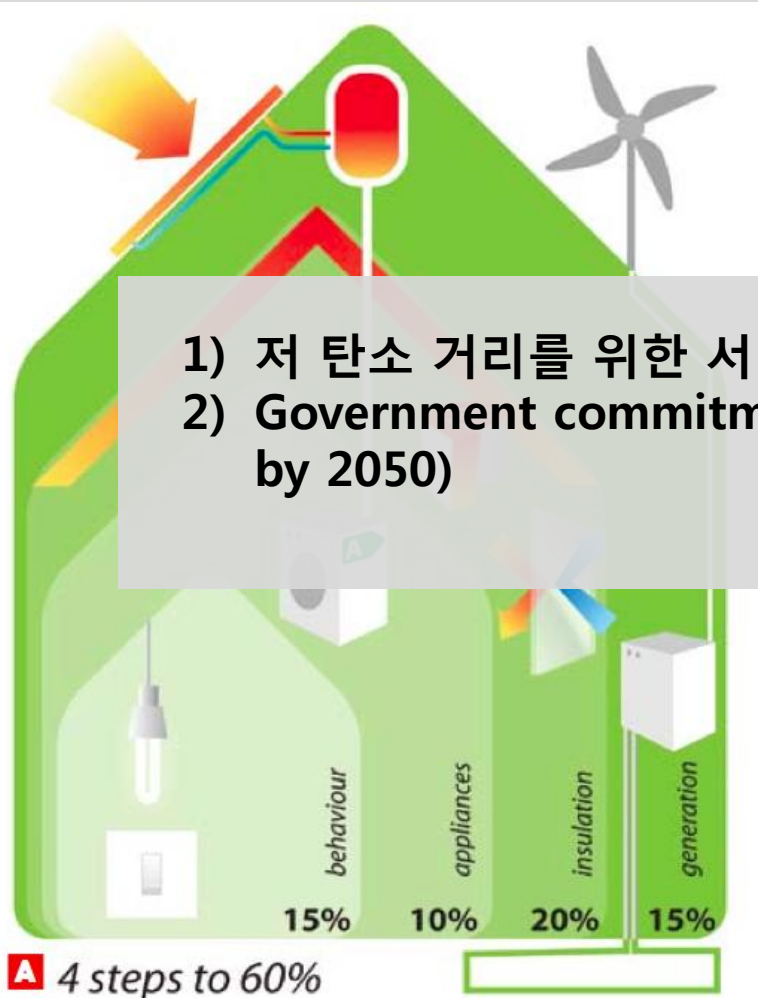 1) 저 탄소 거리를 위한 서
2) Government commitm
by 2050)
A
behaviour
appliances
insulation
generation
15%
10%
20%
15%
A 4 steps to 60%